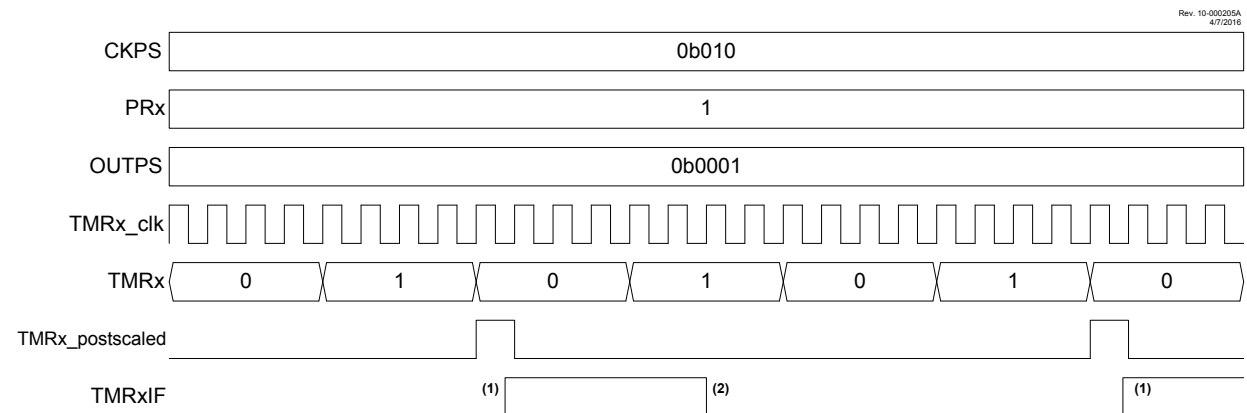 Rev. 10-000205A
4/7/2016
CKPS 0b010
PRx 1
OUTPS 0b0001
TMRx_clk
TMRx 0 1 0 1 0 1 0
TMRx_postscaled
TMRxIF (1) (2) (1)